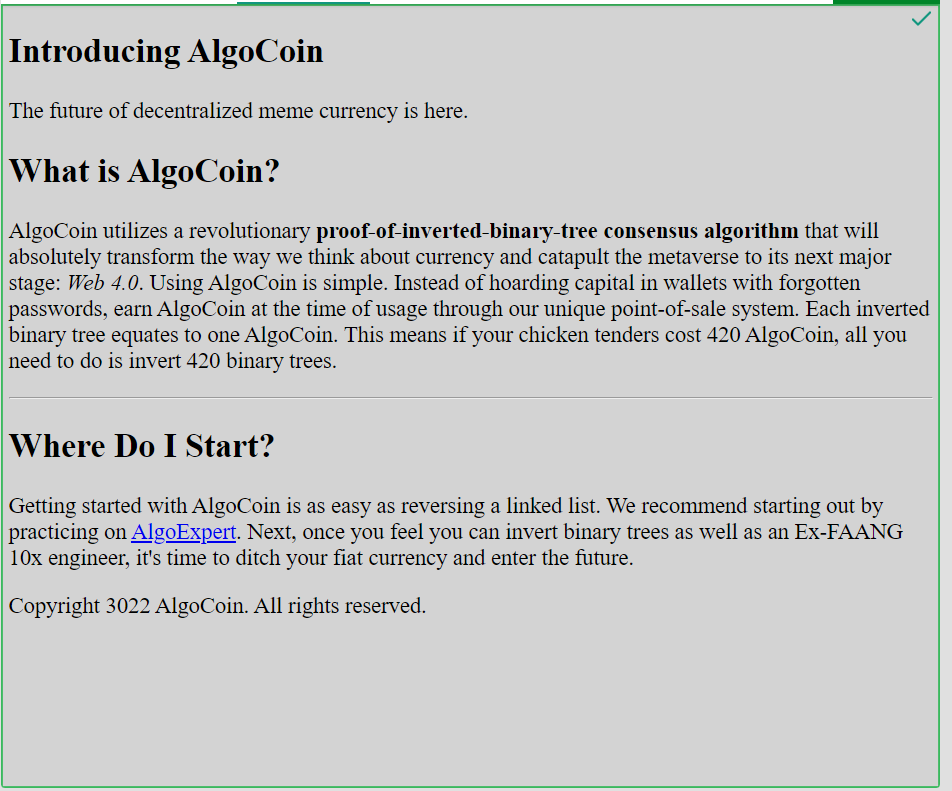 Introducing AlgoCoin
The future of decentralized meme currency is here.
What is AlgoCoin?
AlgoCoin utilizes a revolutionary proof-of-inverted-binary-tree consensus algorithm that will
absolutely transform the way we think about currency and catapult the metaverse to its next major
stage: Web 4.0. Using AlgoCoin is simple. Instead of hoarding capital in wallets with forgotten
passwords, earn AlgoCoin at the time of usage through our unique point-of-sale system. Each inverted
binary tree equates to one AlgoCoin. This means if your chicken tenders cost 420 AlgoCoin, all you
need to do is invert 420 binary trees.
Where Do I Start?
Getting started with AlgoCoin is as easy as reversing a linked list. We recommend starting out by
practicing on AlgoExpert. Next, once you feel you can invert binary trees as well as an Ex-FAANG
10x engineer, it's time to ditch your fiat currency and enter the future.
Copyright 3022 AlgoCoin. All rights reserved.